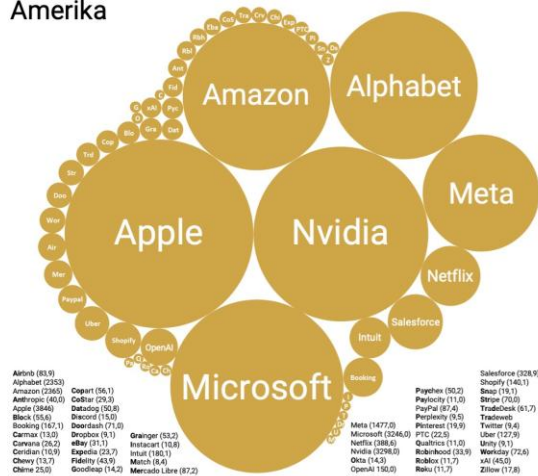 Amerika
Amazon
Alphabet
Meta
Apple
Nvidia
Microsoft
Netflix
Salesforce
Intuit
Booking
OpenAI
Shopify
Uber
Paypal
Mer
Air
Wor
Doo
Str
Trd
Cop
Blo
Gra
Dat
xAI
Pyc
Fid
Ant
Rbl
Rbh
Eba
CoS
Tra
Crv
Chi
Exp
PTC
Pi
Sn
Z
G
C
Airbnb (83,9)
Alphabet (2353)
Amazon (2365)
Anthropic (40,0)
Apple (3846)
Block (55,6)
Booking (167,1)
Carmax (13,0)
Carvana (26,2)
Ceridian (10,9)
Chewy (13,7)
Chime 25,0)
Copart (56,1)
CoStar (29,3)
Datadog (50,8)
Discord (15,0)
Doordash (71,0)
Dropbox (9,1)
eBay (31,1)
Expedia (23,7)
Fidelity (43,9)
Goodleap (14,2)
Grainger (53,2)
Instacart (10,8)
Intuit (180,1)
Match (8,4)
Mercado Libre (87,2)
Meta (1477,0)
Microsoft (3246,0)
Netflix (388,6)
Nvidia (3298,0)
Okta (14,3)
OpenAI 150,0)
Paychex (50,2)
Paylocity (11,0)
PayPal (87,4)
Perplexity (9,5)
Pinterest (19,9)
PTC (22,5)
Qualtrics (11,0)
Robinhood (33,9)
Roblox (11,7)
Roku (11,7)
Salesforce (328,9)
Shopify (140,1)
Snap (19,1)
Stripe (70,0)
TradeDesk (61,7)
Tradeweb
Twitter (9,4)
Uber (127,9)
Unity (9,1)
Workday (72,6)
xAI (45,0)
Zillow (17,8)